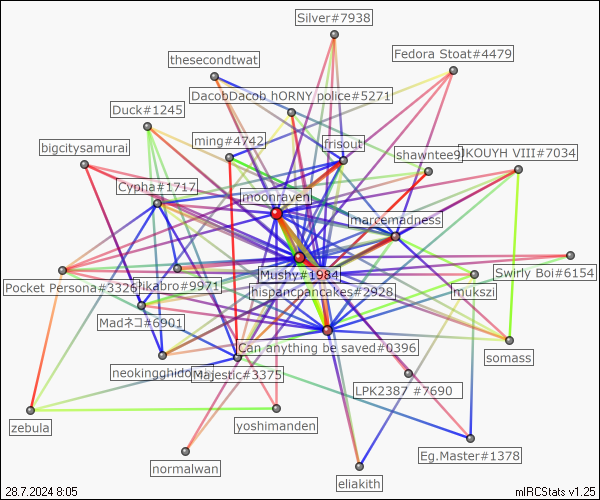 Silver#7938
Fedora Stoat#4479
thesecondtwat
DacobDacob hORNY police#5271
Duck#1245
ming#4742
frisout
bigcitysamurai
shawntee9
JKOUYH VIII#7034
Cypha#1717
moonraven
marcemadness
Mushy#1984
Swirly Boi#6154
Pocket Persona#3326
Pikabro#9971
hispancpancakes#2928
mukszi
Madネコ#6901
Can anything be saved#0396
somass
neokingghido
Majestic#3375
LPK2387 #7690
zebula
yoshimanden
Eg.Master#1378
normalwan
eliakith
28.7.2024 8:05
mIRCStats v1.25